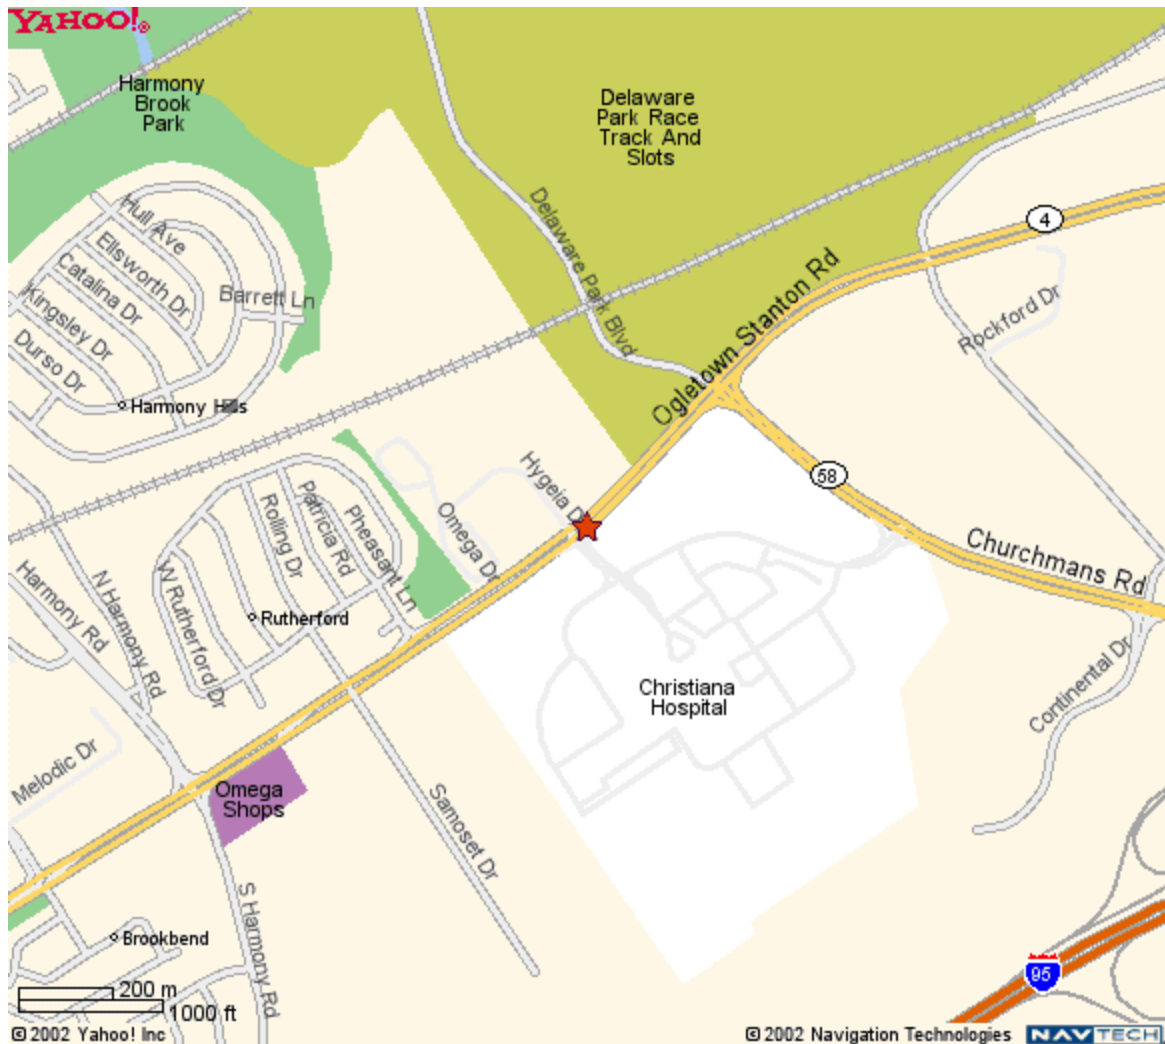 YAHOO!®
Harmony
Brook
Park
Delaware
Park Race
Track And
Slots
4
Hull Ave
Ellsworth Dr
Catalina Dr
Kingsley Dr
Durso Dr
Barrett Ln
Delaware Park Blvd
Ogletown Stanton Rd
Rockford Dr
Harmony Hills
58
Hygeia Dr
Omega Dr
Patricia Rd
Rolling Dr
Pheasant Ln
W Rutherford Dr
Rutherford
N Harmony Rd
Harmony Rd
Churchmans Rd
Continental Dr
Christiana
Hospital
Melodic Dr
Omega
Shops
Samoset Dr
S Harmony Rd
Brookbend
95
200 m
1000 ft
© 2002 Yahoo! Inc
© 2002 Navigation Technologies
NAVTECH